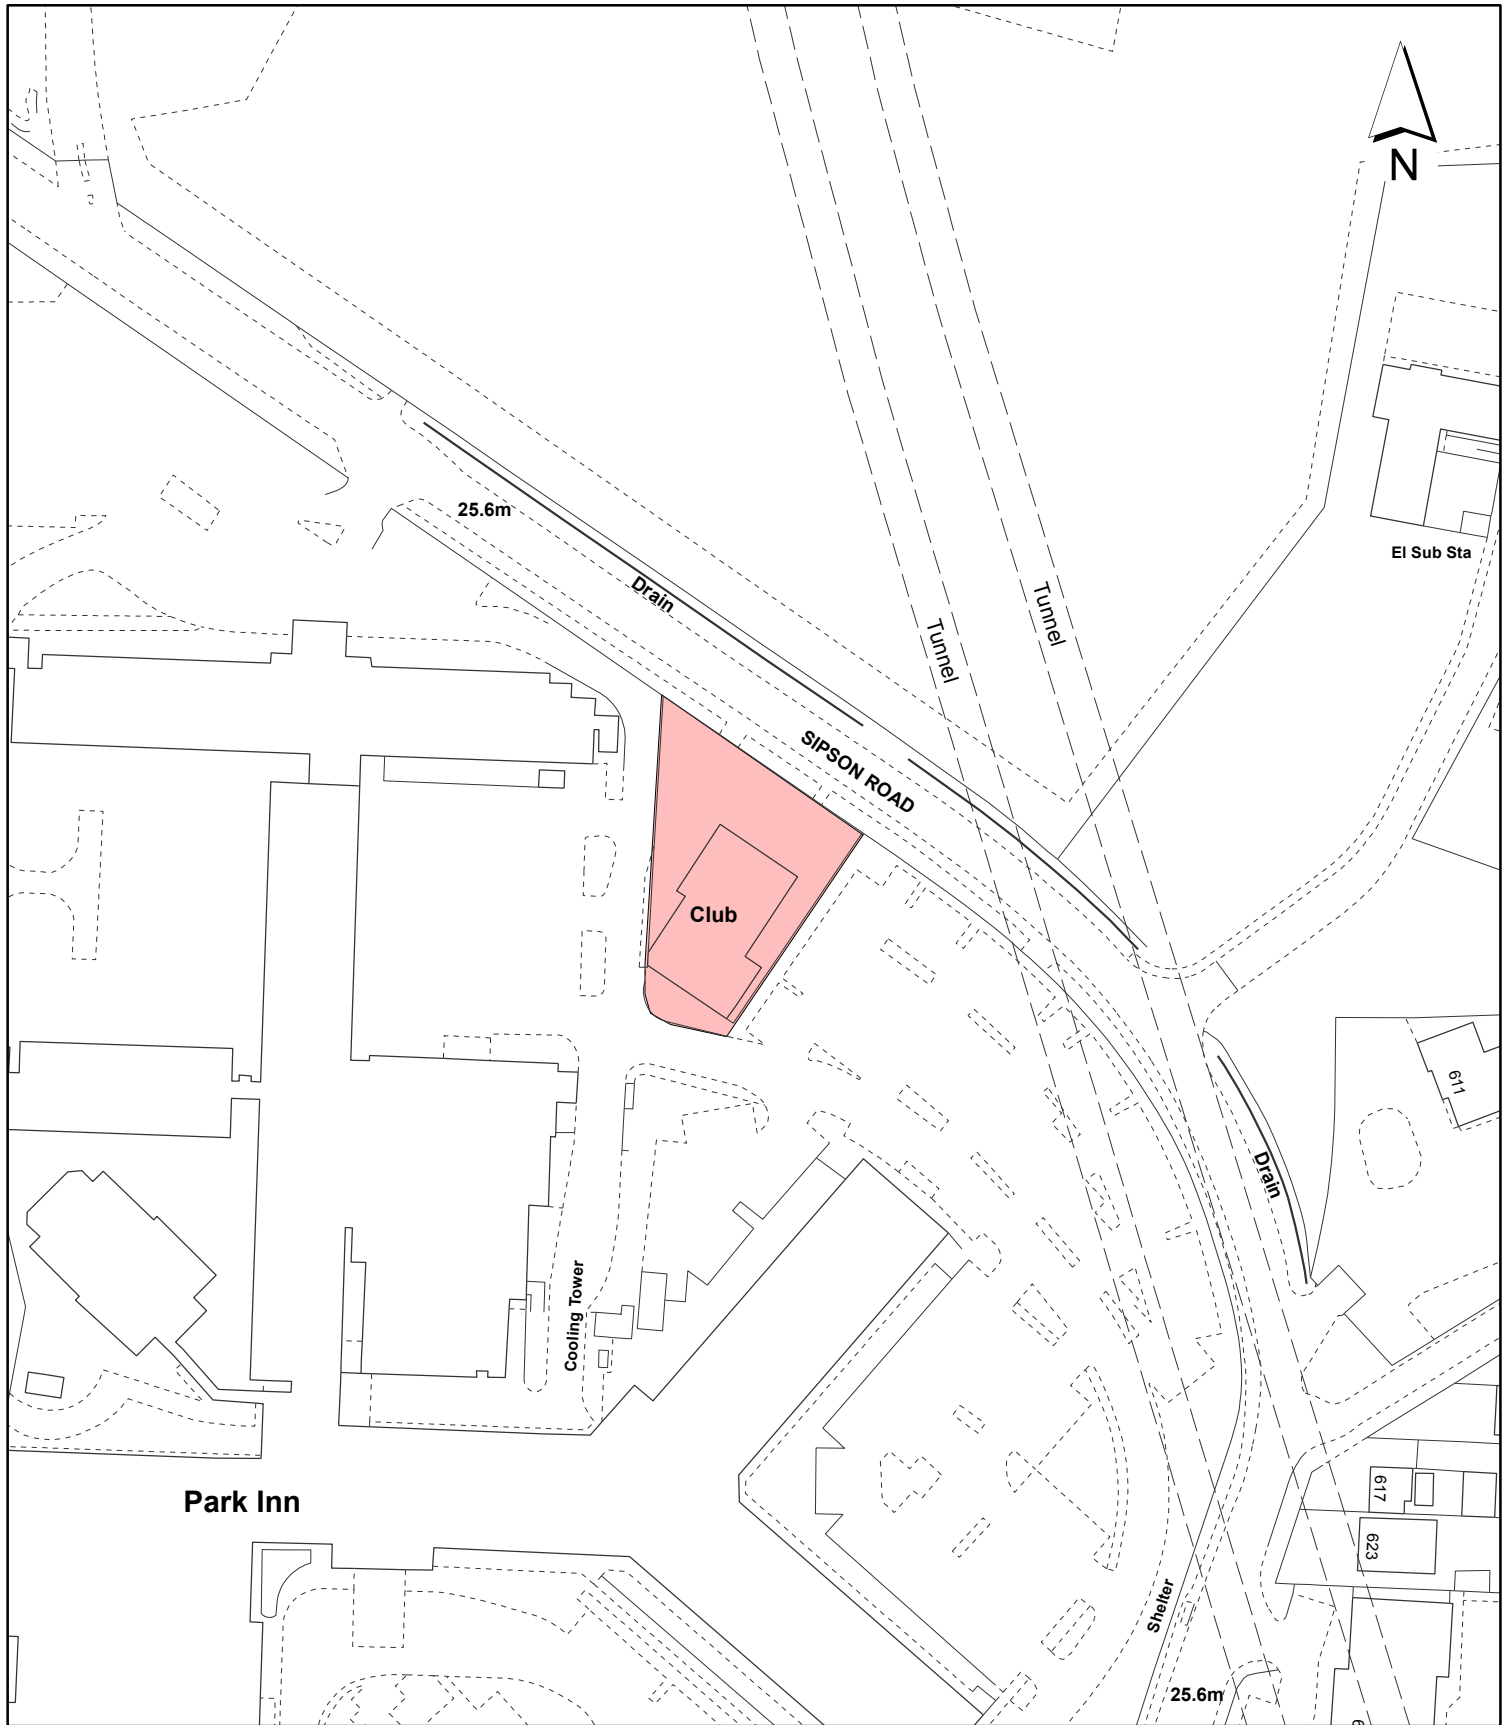 N
25.6m
El Sub Sta
Drain
Tunnel
Tunnel
SIPSON ROAD
Club
611
Drain
Cooling Tower
617
Park Inn
623
Shelter
25.6m